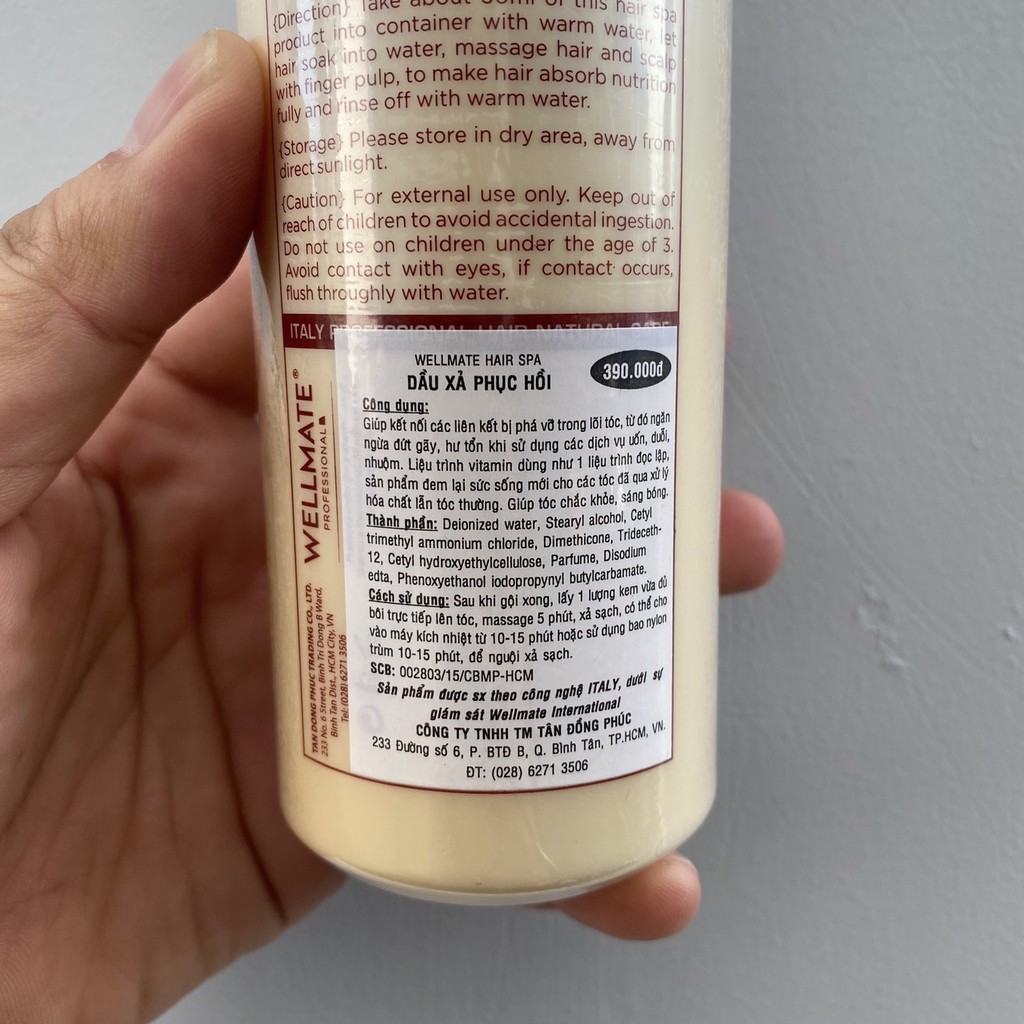 {Direction} Take about 50ml of this hair spa
product into container with warm water, let
hair soak into water, massage hair and scalp
with finger pulp, to make hair absorb nutrition
fully and rinse off with warm water.
{Storage} Please store in dry area, away from
direct sunlight.
{Caution} For external use only. Keep out of
reach of children to avoid accidental ingestion.
Do not use on children under the age of 3.
Avoid contact with eyes, if contact occurs,
flush throughly with water.
ITALY PROFESSIONAL HAIR NATURAL CARE
WELLMATE®
PROFESSIONAL
TAN DONG PHUC TRADING CO., LTD.
233 No. 6 Street, Binh Tri Dong B Ward,
Binh Tan Dist., HCM City, VN
Tel: (028) 6271 3506
WELLMATE HAIR SPA
DẦU XẢ PHỤC HỒI
390.000đ
Công dụng:
Giúp kết nối các liên kết bị phá vỡ trong lõi tóc, từ đó ngăn
ngừa đứt gãy, hư tổn khi sử dụng các dịch vụ uốn, duỗi,
nhuộm. Liệu trình vitamin dùng như 1 liệu trình đọc lập,
sản phẩm đem lại sức sống mới cho các tóc đã qua xử lý
hóa chất lẫn tóc thường. Giúp tóc chắc khỏe, sáng bóng.
Thành phần: Deionized water, Stearyl alcohol, Cetyl
trimethyl ammonium chloride, Dimethicone, Trideceth-
12, Cetyl hydroxyethylcellulose, Parfume, Disodium
edta, Phenoxyethanol iodopropynyl butylcarbamate.
Cách sử dụng: Sau khi gội xong, lấy 1 lượng kem vừa đủ
bôi trực tiếp lên tóc, massage 5 phút, xả sạch, có thể cho
vào máy kích nhiệt từ 10-15 phút hoặc sử dụng bao nylon
trùm 10-15 phút, để nguội xả sạch.
SCB: 002803/15/CBMP-HCM
Sản phẩm được sx theo công nghệ ITALY, dưới sự
giám sát Wellmate International
CÔNG TY TNHH TM TÂN ĐỒNG PHÚC
233 Đường số 6, P. BTĐ B, Q. Bình Tân, TP.HCM, VN.
ĐT: (028) 6271 3506